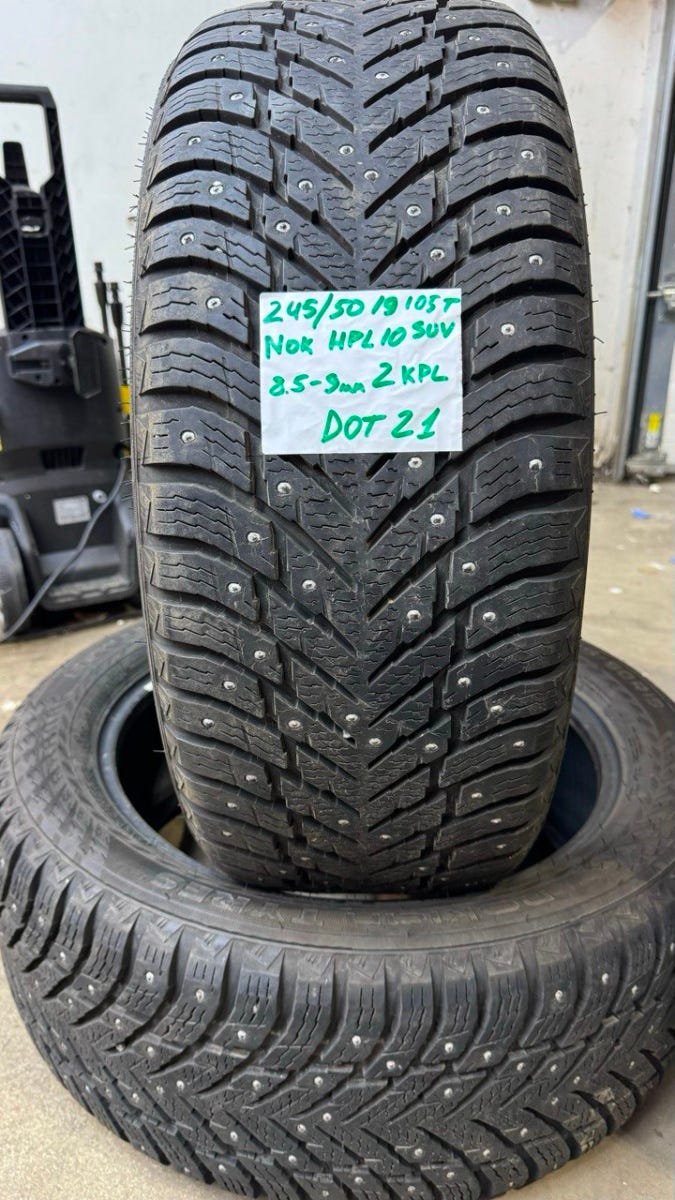 245/50 19 105T
NOK HPL10 SUV
8.5-9mm 2 KPL
DOT 21